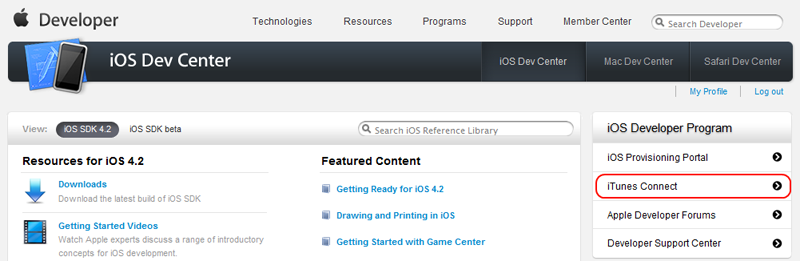 Developer
Technologies Resources Programs Support Member Center Search Developer
iOS Dev Center
iOS Dev Center Mac Dev Center Safari Dev Center
My Profile Log out
View: iOS SDK 4.2 iOS SDK beta Search iOS Reference Library
Resources for iOS 4.2
Downloads
Download the latest build of iOS SDK
Getting Started Videos
Watch Apple experts discuss a range of introductory
concepts for iOS development.
Featured Content
Getting Ready for iOS 4.2
Drawing and Printing in iOS
Getting Started with Game Center
iOS Developer Program
iOS Provisioning Portal
iTunes Connect
Apple Developer Forums
Developer Support Center